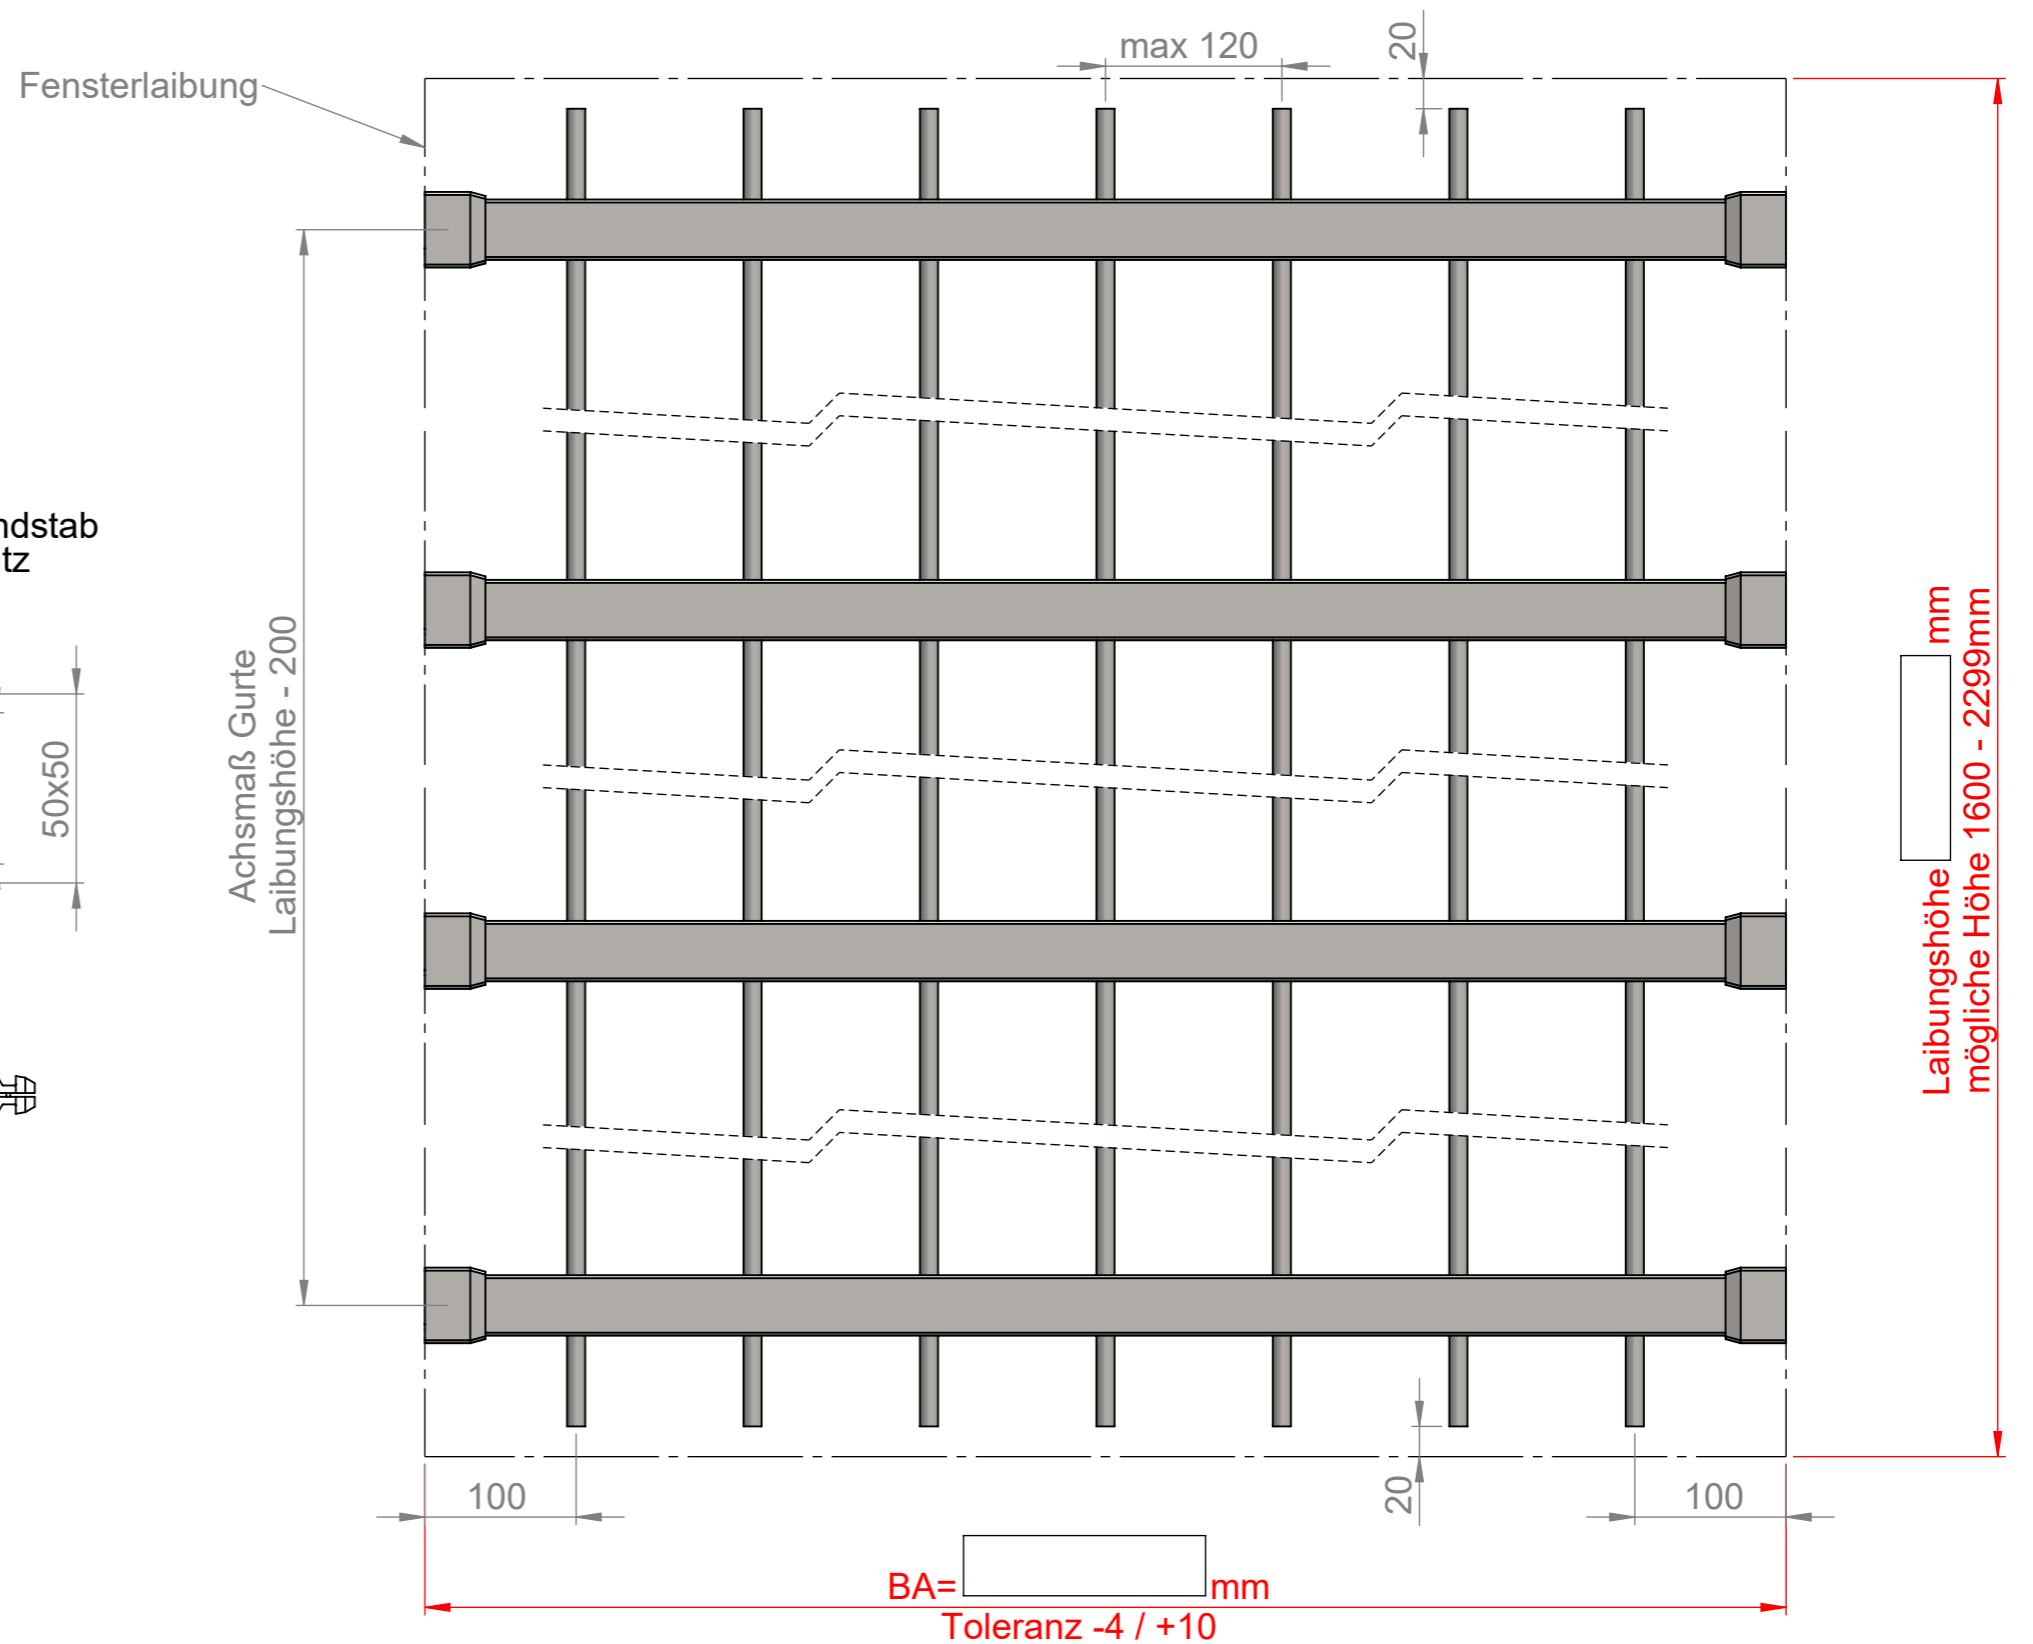 Fensterlaibung
max 120
20
ndstab
tz
50x50
Achsmaß Gurte
Laibungshöhe - 200
Laibungshöhe mm
mögliche Höhe 1600 - 2299mm
100
20
100
BA= mm
Toleranz -4 / +10